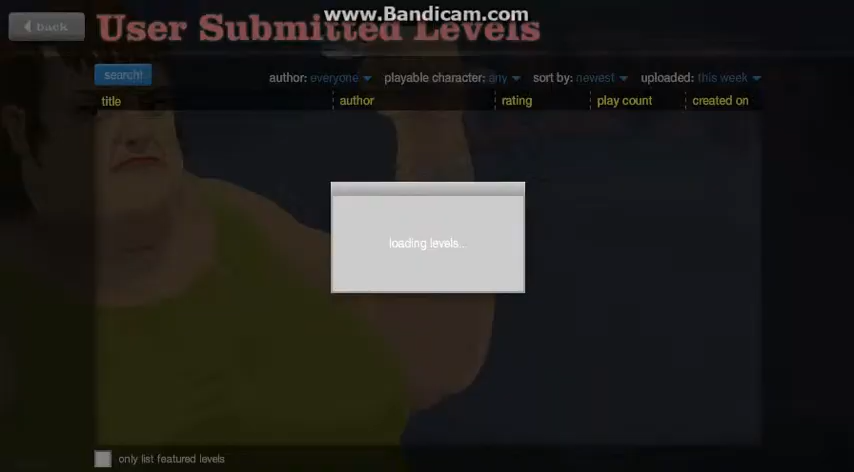 www.Bandicam.com
back
User Submitted Levels
search!
author: everyone playable character: any sort by: newest uploaded: this week
title author rating play count created on
loading levels..
only list featured levels